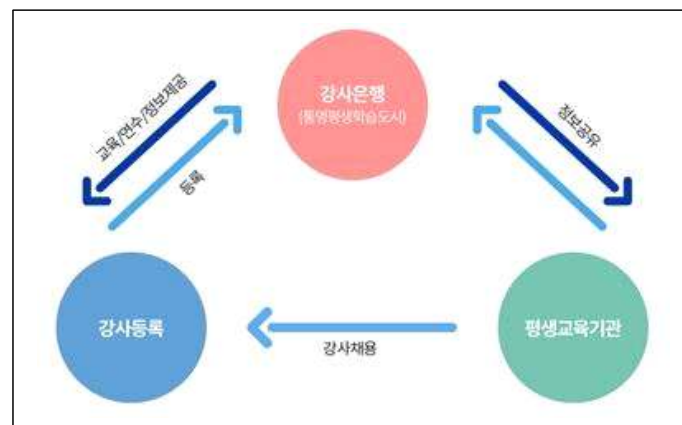 강사은행
(통영평생학습도시)
교육/연수/정보제공
등록
정보공유
강사등록
강사채용
평생교육기관